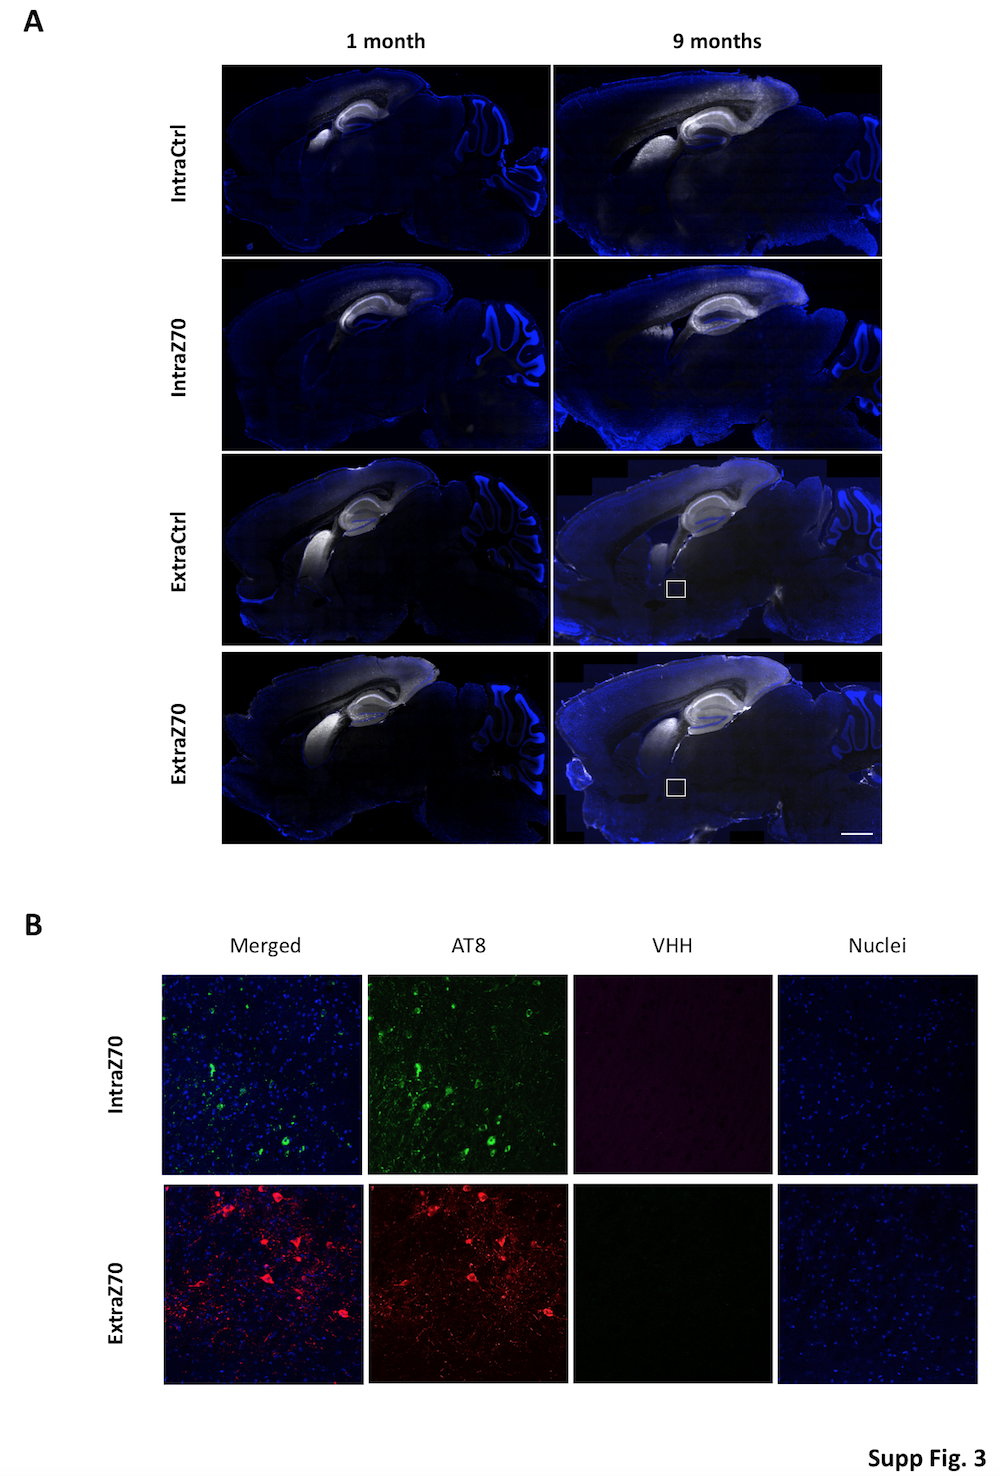 A
1 month 9 months
IntraCtrl
IntraZ70
ExtraCtrl
ExtraZ70
B
Merged AT8 VHH Nuclei
IntraZ70
ExtraZ70
Supp Fig. 3